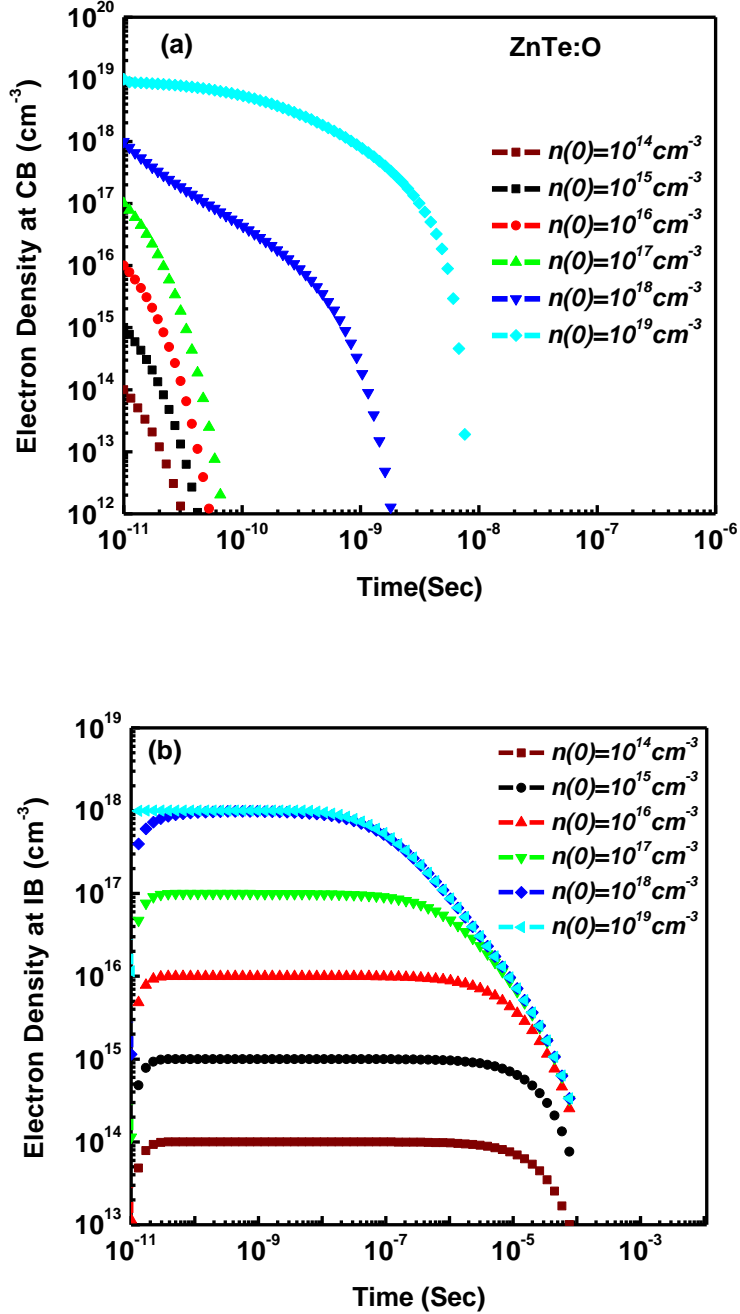 (a)
ZnTe:O
10^20
10^19
10^18
10^17
10^16
10^15
10^14
10^13
10^12
Electron Density at CB (cm^-3)
n(0)=10^14cm^-3
n(0)=10^15cm^-3
n(0)=10^16cm^-3
n(0)=10^17cm^-3
n(0)=10^18cm^-3
n(0)=10^19cm^-3
10^-11 10^-10 10^-9 10^-8 10^-7 10^-6
Time(Sec)
(b)
10^19
10^18
10^17
10^16
10^15
10^14
10^13
Electron Density at IB (cm^-3)
n(0)=10^14cm^-3
n(0)=10^15cm^-3
n(0)=10^16cm^-3
n(0)=10^17cm^-3
n(0)=10^18cm^-3
n(0)=10^19cm^-3
10^-11 10^-9 10^-7 10^-5 10^-3
Time (Sec)